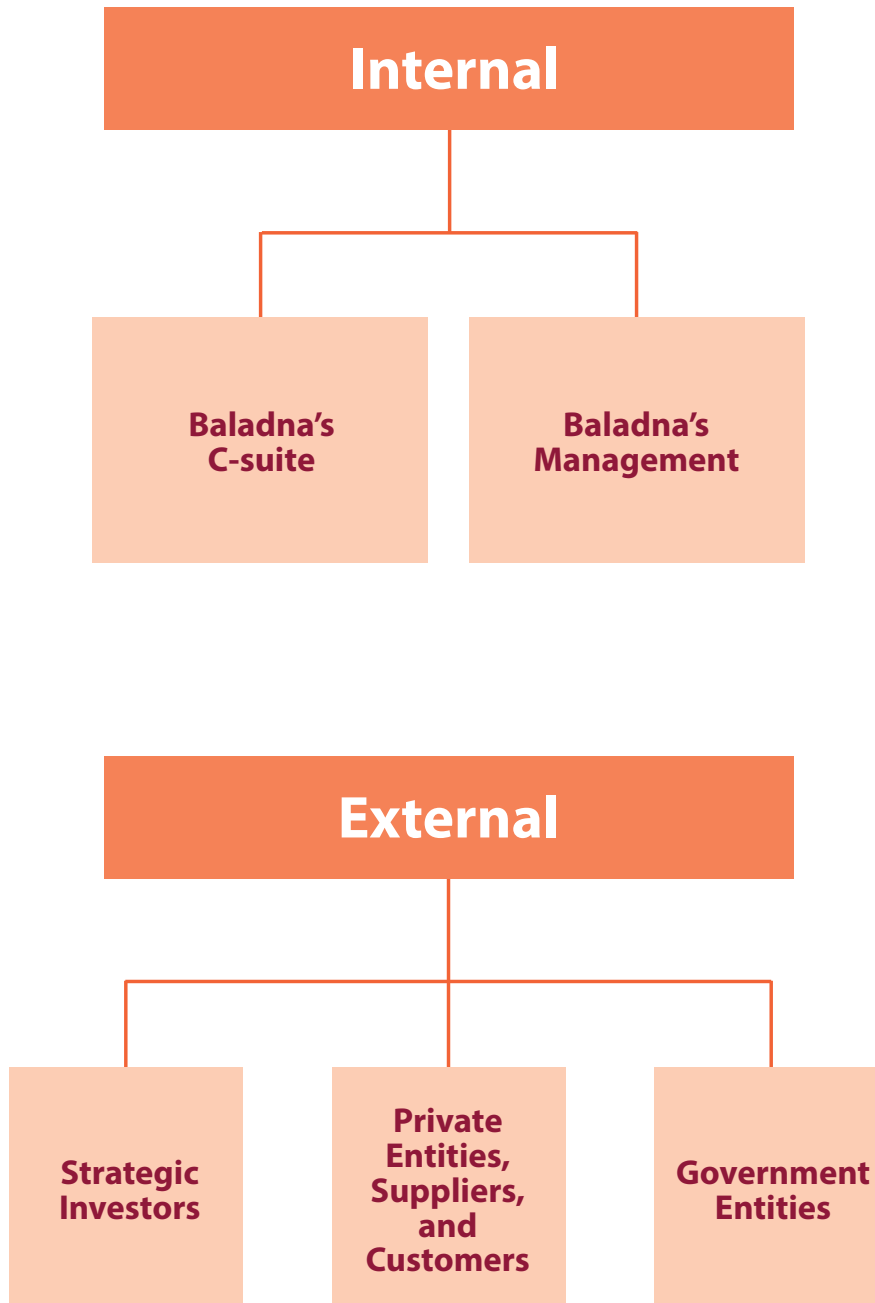 Internal
Baladna’s
C-suite
Baladna’s
Management
External
Strategic
Investors
Private
Entities,
Suppliers,
and
Customers
Government
Entities